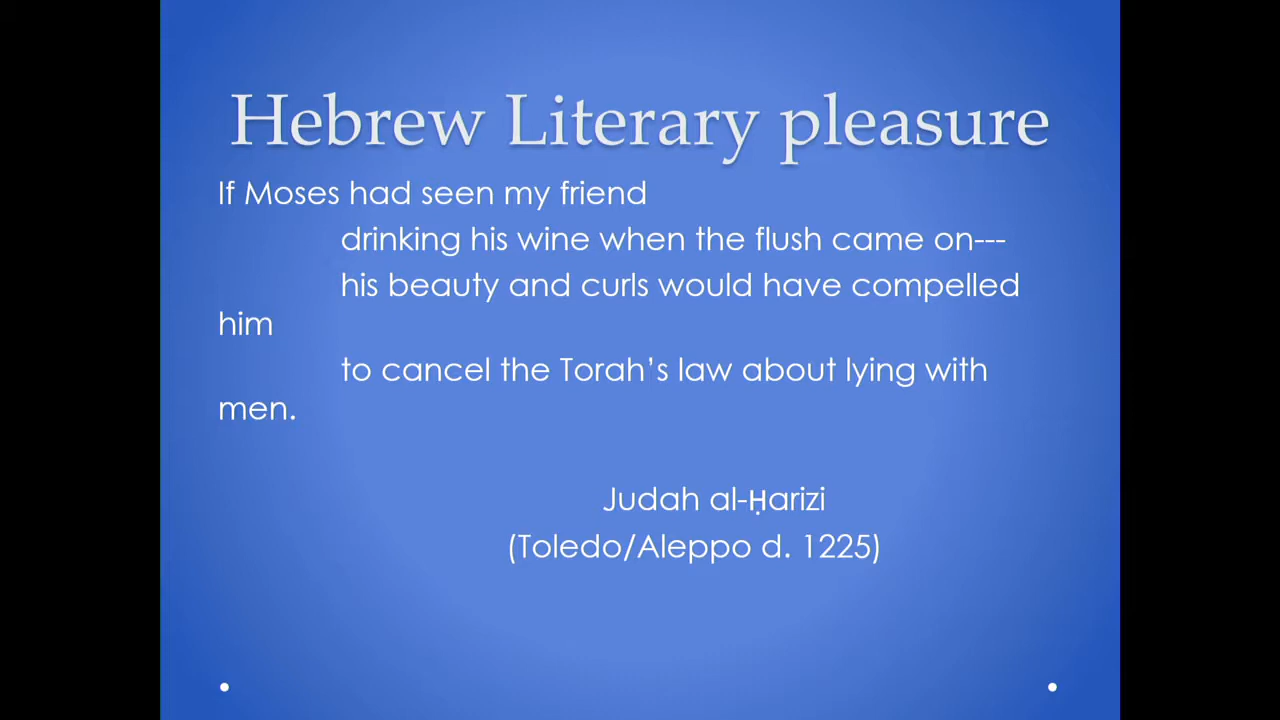 Hebrew Literary pleasure
If Moses had seen my friend
drinking his wine when the flush came on---
his beauty and curls would have compelled
him
to cancel the Torah’s law about lying with
men.
Judah al-Ḥarizi
(Toledo/Aleppo d. 1225)